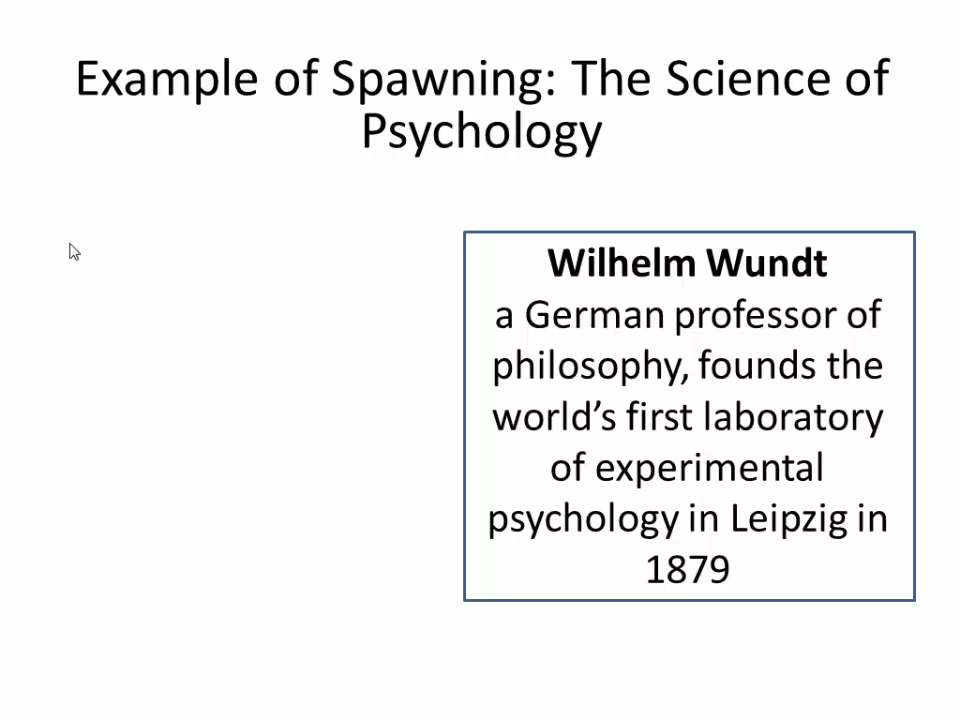 Example of Spawning: The Science of
Psychology
Wilhelm Wundt
a German professor of
philosophy, founds the
world’s first laboratory
of experimental
psychology in Leipzig in
1879